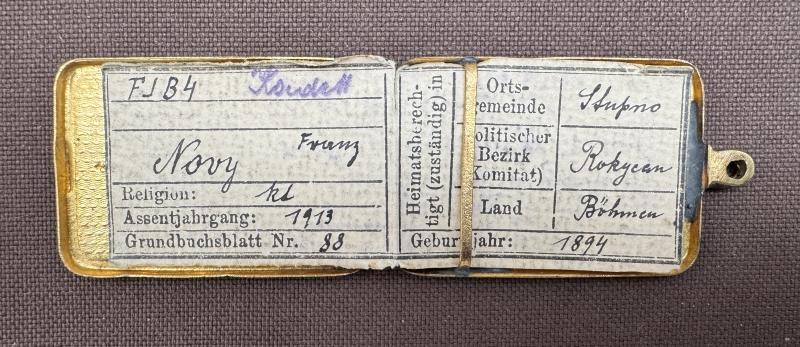 FJB4
Franz
Novy
Religion: kt
Assentjahrgang: 1913
Grundbuchsblatt Nr. 88
Heimatsberech-
tigt (zuständig) in
Orts-
emeinde
Stupno
olitischer
Bezirk
Komitat)
Rokycan
Land
Böhmen
Geburtsjahr: 1894